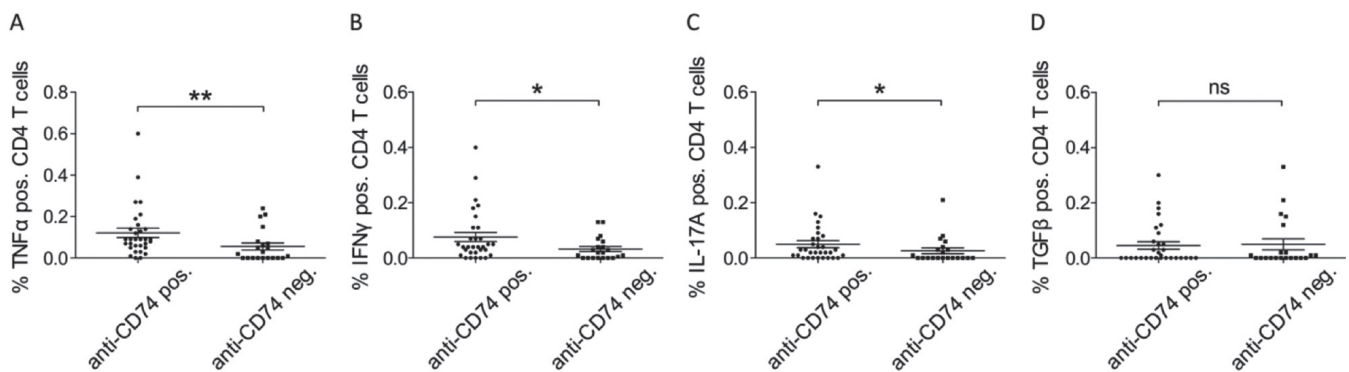 A
% TNFα pos. CD4 T cells
0.8
0.6
0.4
0.2
0.0
**
anti-CD74 pos.
anti-CD74 neg.
B
% IFNγ pos. CD4 T cells
0.6
0.4
0.2
0.0
*
anti-CD74 pos.
anti-CD74 neg.
C
% IL-17A pos. CD4 T cells
0.6
0.4
0.2
0.0
*
anti-CD74 pos.
anti-CD74 neg.
D
% TGFβ pos. CD4 T cells
0.6
0.4
0.2
0.0
ns
anti-CD74 pos.
anti-CD74 neg.